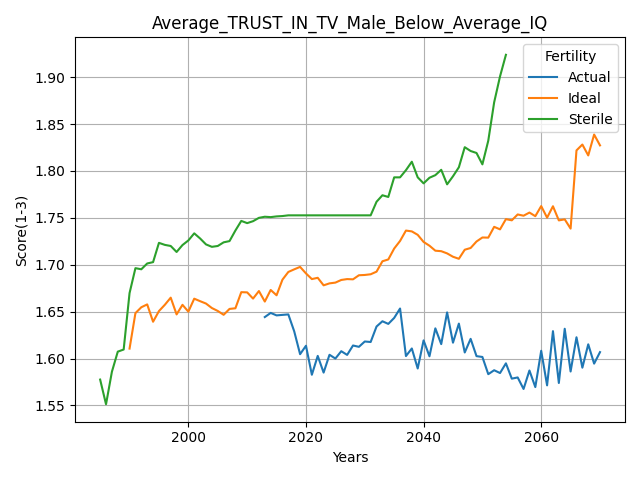 Average_TRUST_IN_TV_Male_Below_Average_IQ
Fertility
Actual
Ideal
Sterile
Score(1-3)
1.90
1.85
1.80
1.75
1.70
1.65
1.60
1.55
2000
2020
2040
2060
Years